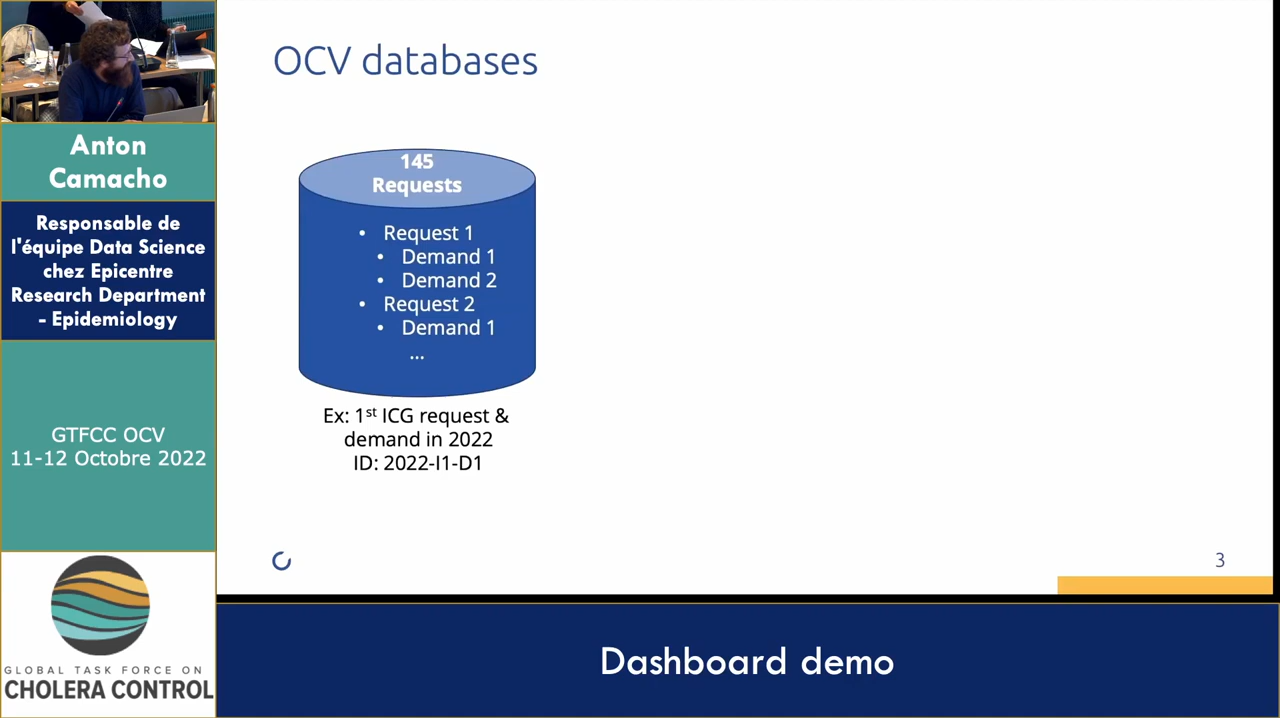 Anton
Camacho
Responsable de
l'équipe Data Science
chez Epicentre
Research Department
- Epidemiology
GTFCC OCV
11-12 Octobre 2022
GLOBAL TASK FORCE ON
CHOLERA CONTROL
OCV databases
145
Requests
• Request 1
• Demand 1
• Demand 2
• Request 2
• Demand 1
...
Ex: 1st ICG request &
demand in 2022
ID: 2022-I1-D1
3
Dashboard demo